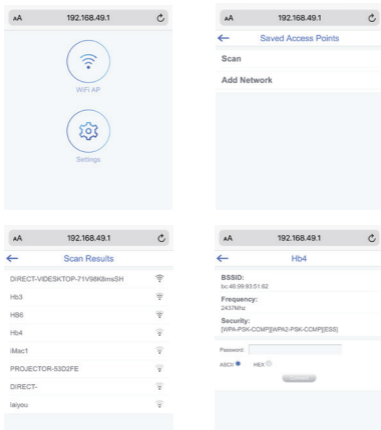 AA 192.168.49.1
WiFi AP
Settings
AA 192.168.49.1
Saved Access Points
Scan
Add Network
AA 192.168.49.1
Scan Results
DIRECT-VIDESKTOP-71V98K8msSH
Hb3
HB6
Hb4
iMac1
PROJECTOR-53D2FE
DIRECT-
laiyou
AA 192.168.49.1
Hb4
BSSID:
bc:46:99:93:51:62
Frequency:
2437Mhz
Security:
[WPA-PSK-CCMP][WPA2-PSK-CCMP][ESS]
Password:
ASCII HEX